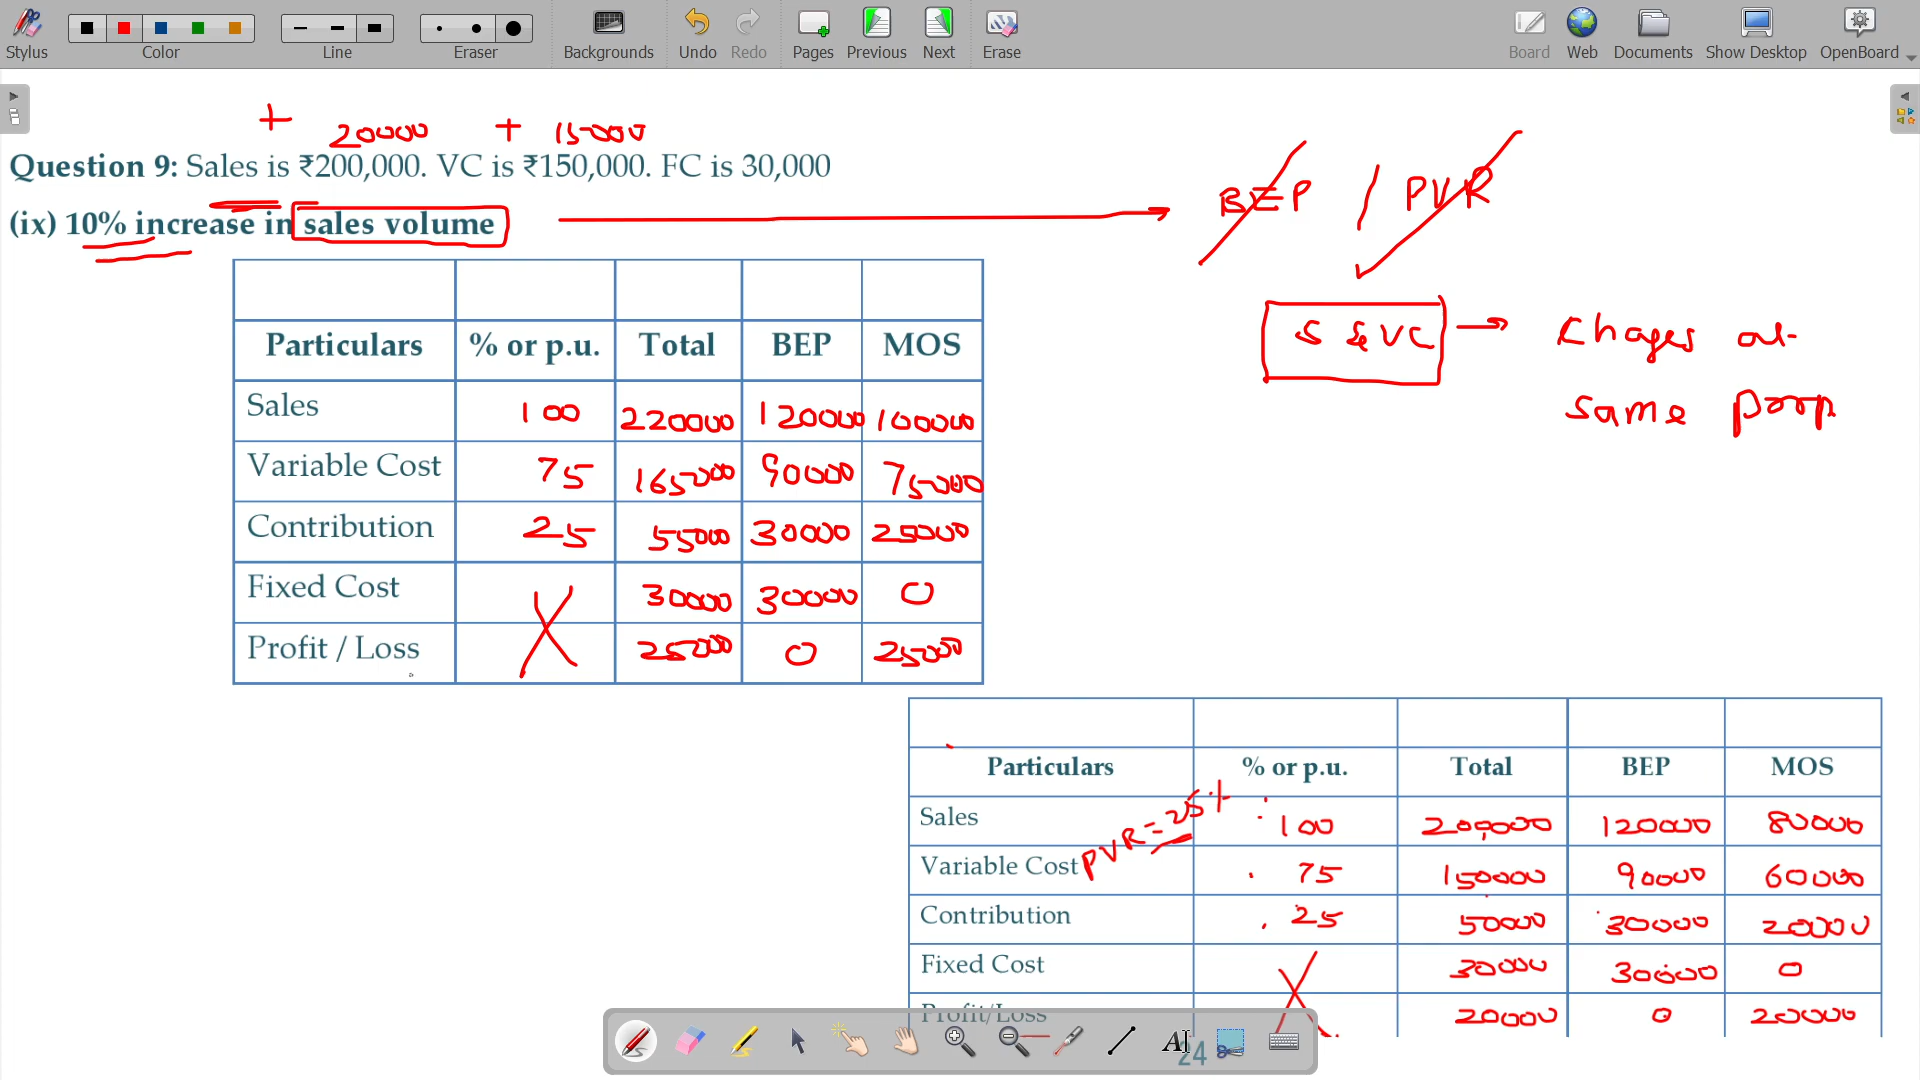 Stylus Color Line Eraser Backgrounds Undo Redo Pages Previous Next Erase Board Web Documents Show Desktop OpenBoard
+ 20000 + 15000
Question 9: Sales is ₹200,000. VC is ₹150,000. FC is 30,000
(ix) 10% increase in sales volume
BEP / PVR
S & VC → Chages at
same prop
Particulars % or p.u. Total BEP MOS
Sales 100 220000 120000 100000
Variable Cost 75 165000 90000 75000
Contribution 25 55000 30000 25000
Fixed Cost 30000 30000 0
Profit / Loss 25000 0 25000
Particulars % or p.u. Total BEP MOS
PVR = 25%
Sales 100 200000 120000 80000
Variable Cost 75 150000 90000 60000
Contribution 25 50000 30000 20000
Fixed Cost 30000 30000 0
Profit/Loss 20000 0 20000
24